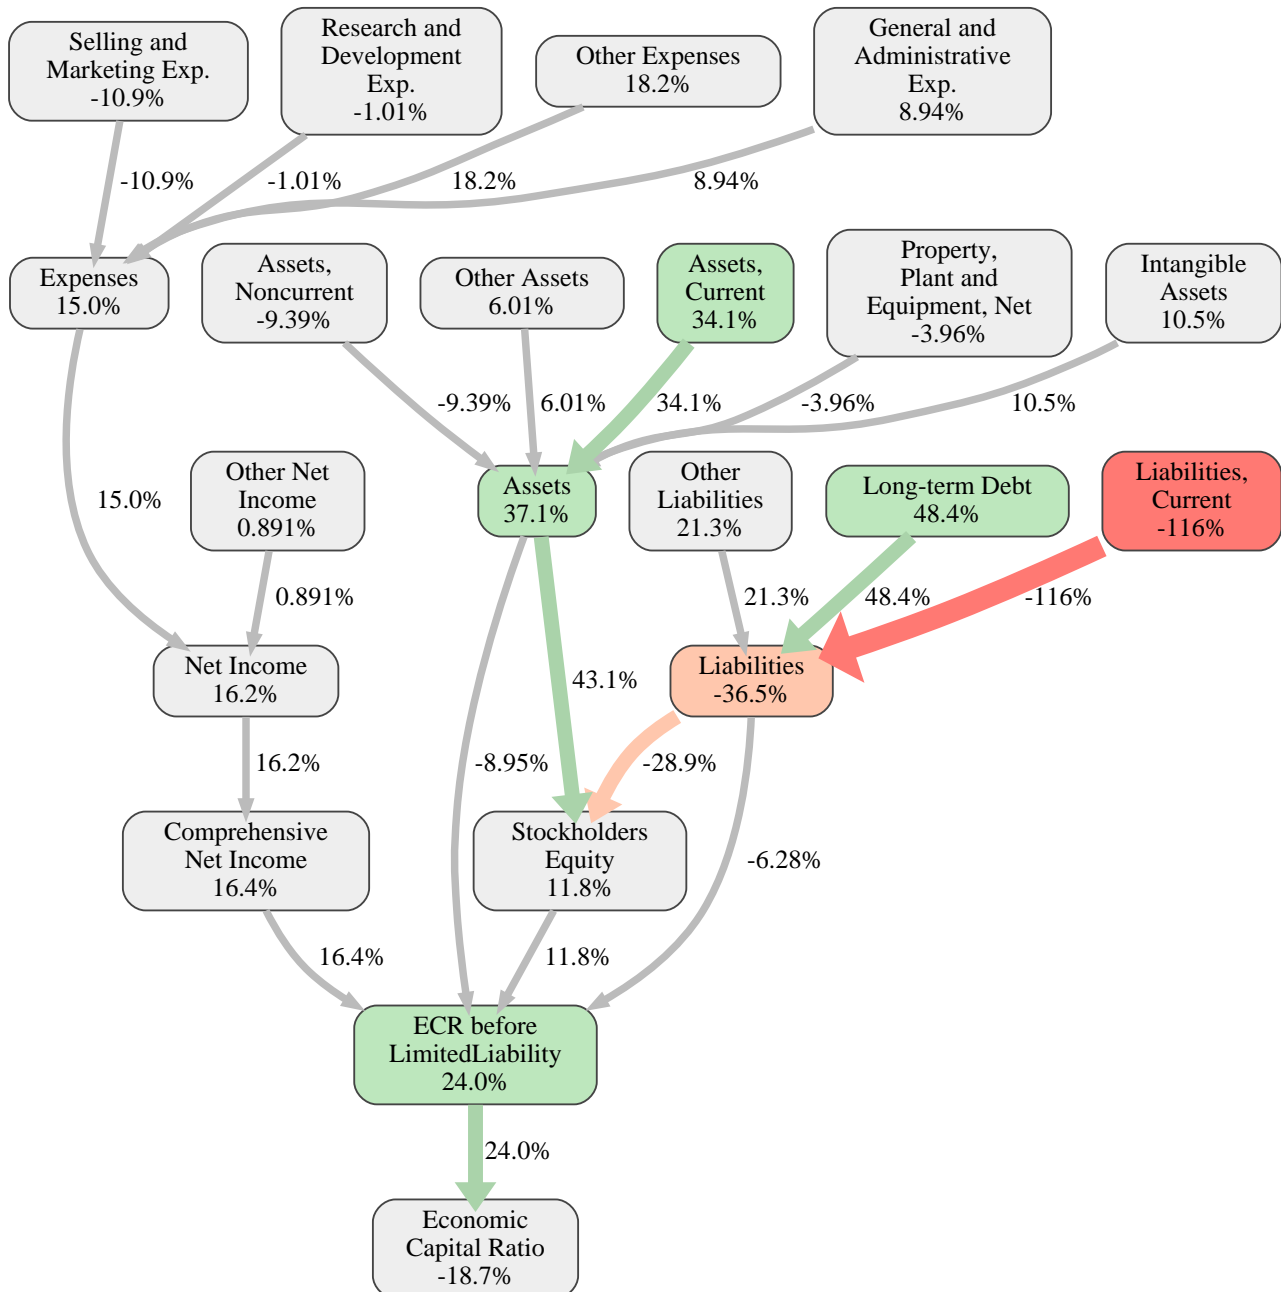 Selling and
Marketing Exp.
-10.9%
Research and
Development
Exp.
-1.01%
Other Expenses
18.2%
General and
Administrative
Exp.
8.94%
-10.9%
-1.01%
18.2%
8.94%
Expenses
15.0%
Assets,
Noncurrent
-9.39%
Other Assets
6.01%
Assets,
Current
34.1%
Property,
Plant and
Equipment, Net
-3.96%
Intangible
Assets
10.5%
-9.39%
6.01%
34.1%
-3.96%
10.5%
15.0%
Other Net
Income
0.891%
Assets
37.1%
Other
Liabilities
21.3%
Long-term Debt
48.4%
Liabilities,
Current
-116%
0.891%
21.3%
48.4%
-116%
Net Income
16.2%
43.1%
Liabilities
-36.5%
16.2%
-8.95%
-28.9%
Comprehensive
Net Income
16.4%
Stockholders
Equity
11.8%
-6.28%
16.4%
11.8%
ECR before
LimitedLiability
24.0%
24.0%
Economic
Capital Ratio
-18.7%